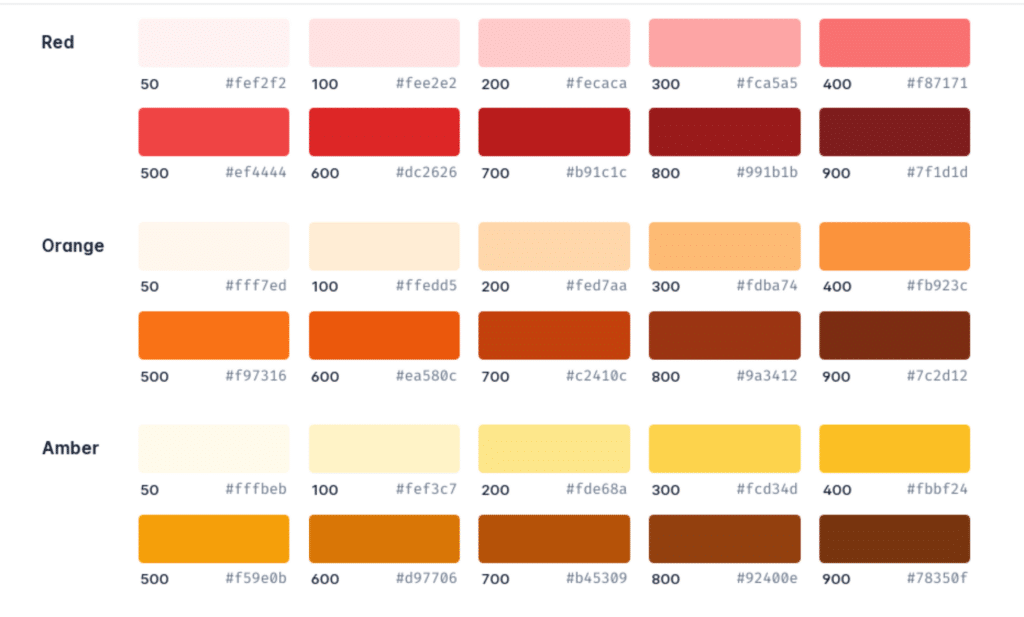 Red
50 #fef2f2 100 #fee2e2 200 #fecaca 300 #fca5a5 400 #f87171
500 #ef4444 600 #dc2626 700 #b91c1c 800 #991b1b 900 #7f1d1d
Orange
50 #fff7ed 100 #ffedd5 200 #fed7aa 300 #fdba74 400 #fb923c
500 #f97316 600 #ea580c 700 #c2410c 800 #9a3412 900 #7c2d12
Amber
50 #fffbeb 100 #fef3c7 200 #fde68a 300 #fcd34d 400 #fbbf24
500 #f59e0b 600 #d97706 700 #b45309 800 #92400e 900 #78350f